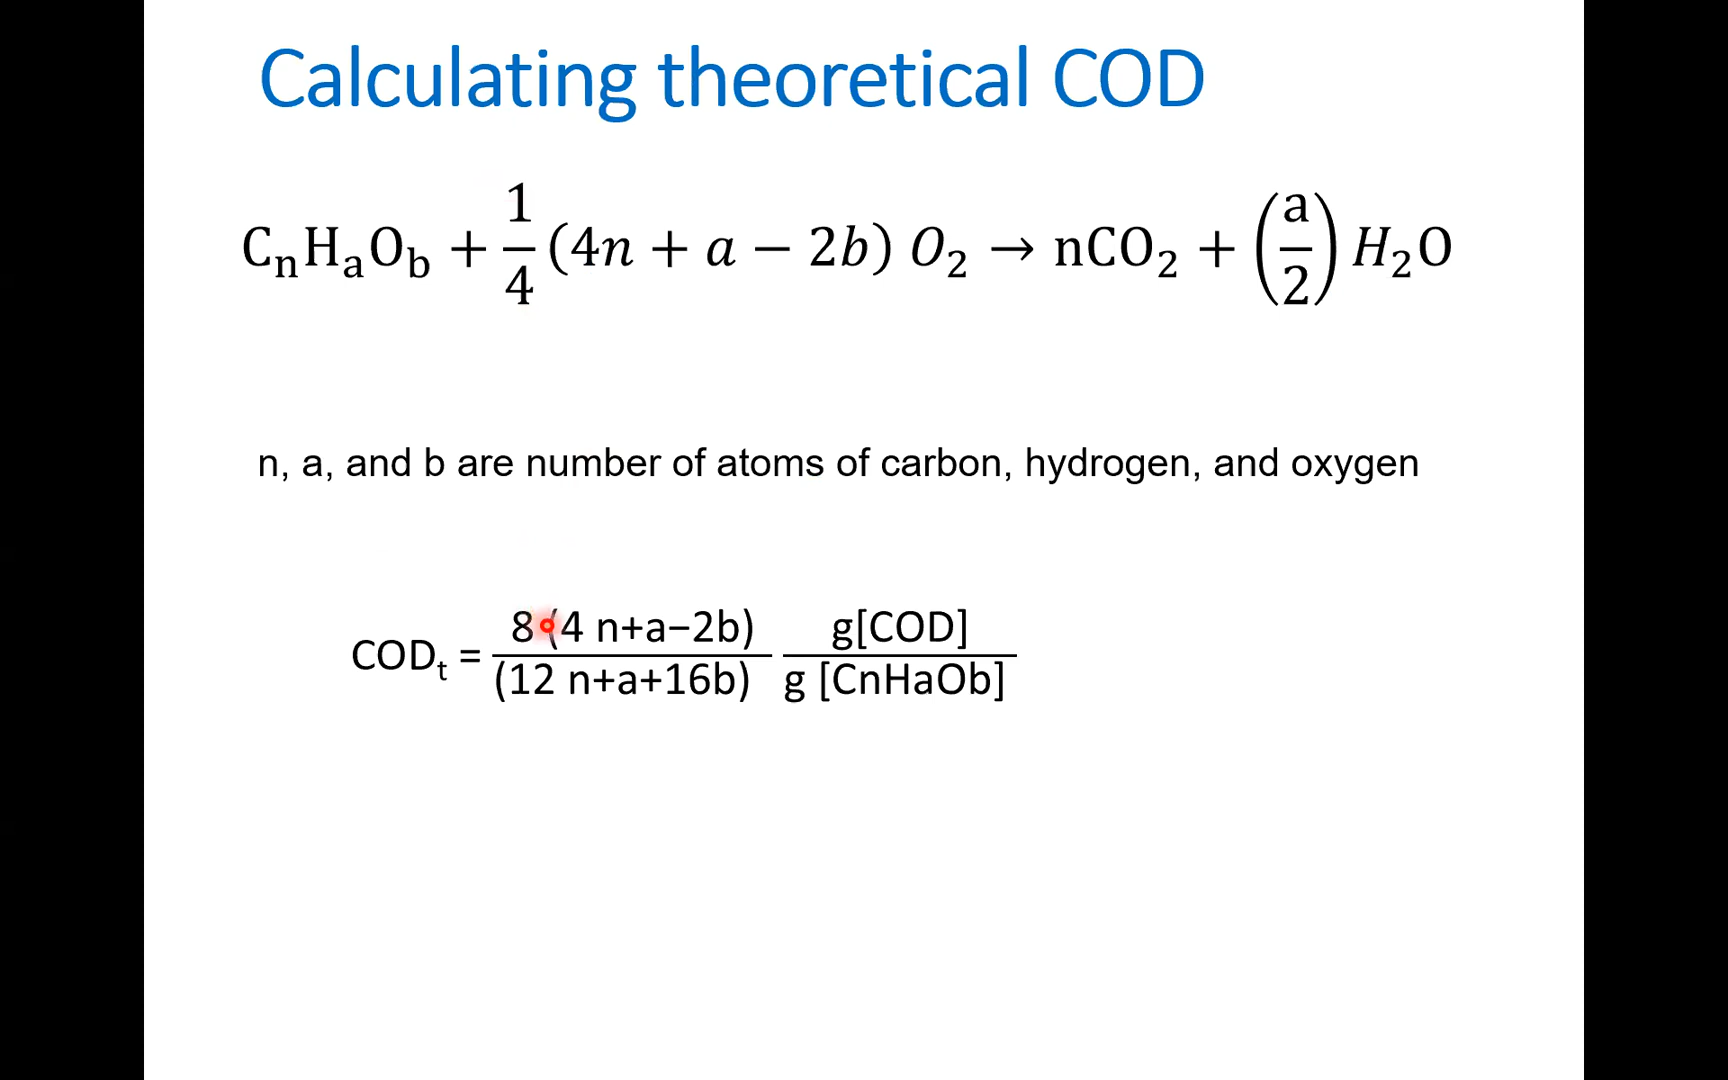 Calculating theoretical COD
CₙHₐO_b + 1/4 (4n + a − 2b) O₂ → nCO₂ + (a/2) H₂O
n, a, and b are number of atoms of carbon, hydrogen, and oxygen
CODₜ = 8 (4 n+a−2b) / (12 n+a+16b) g[COD] / g [CnHaOb]